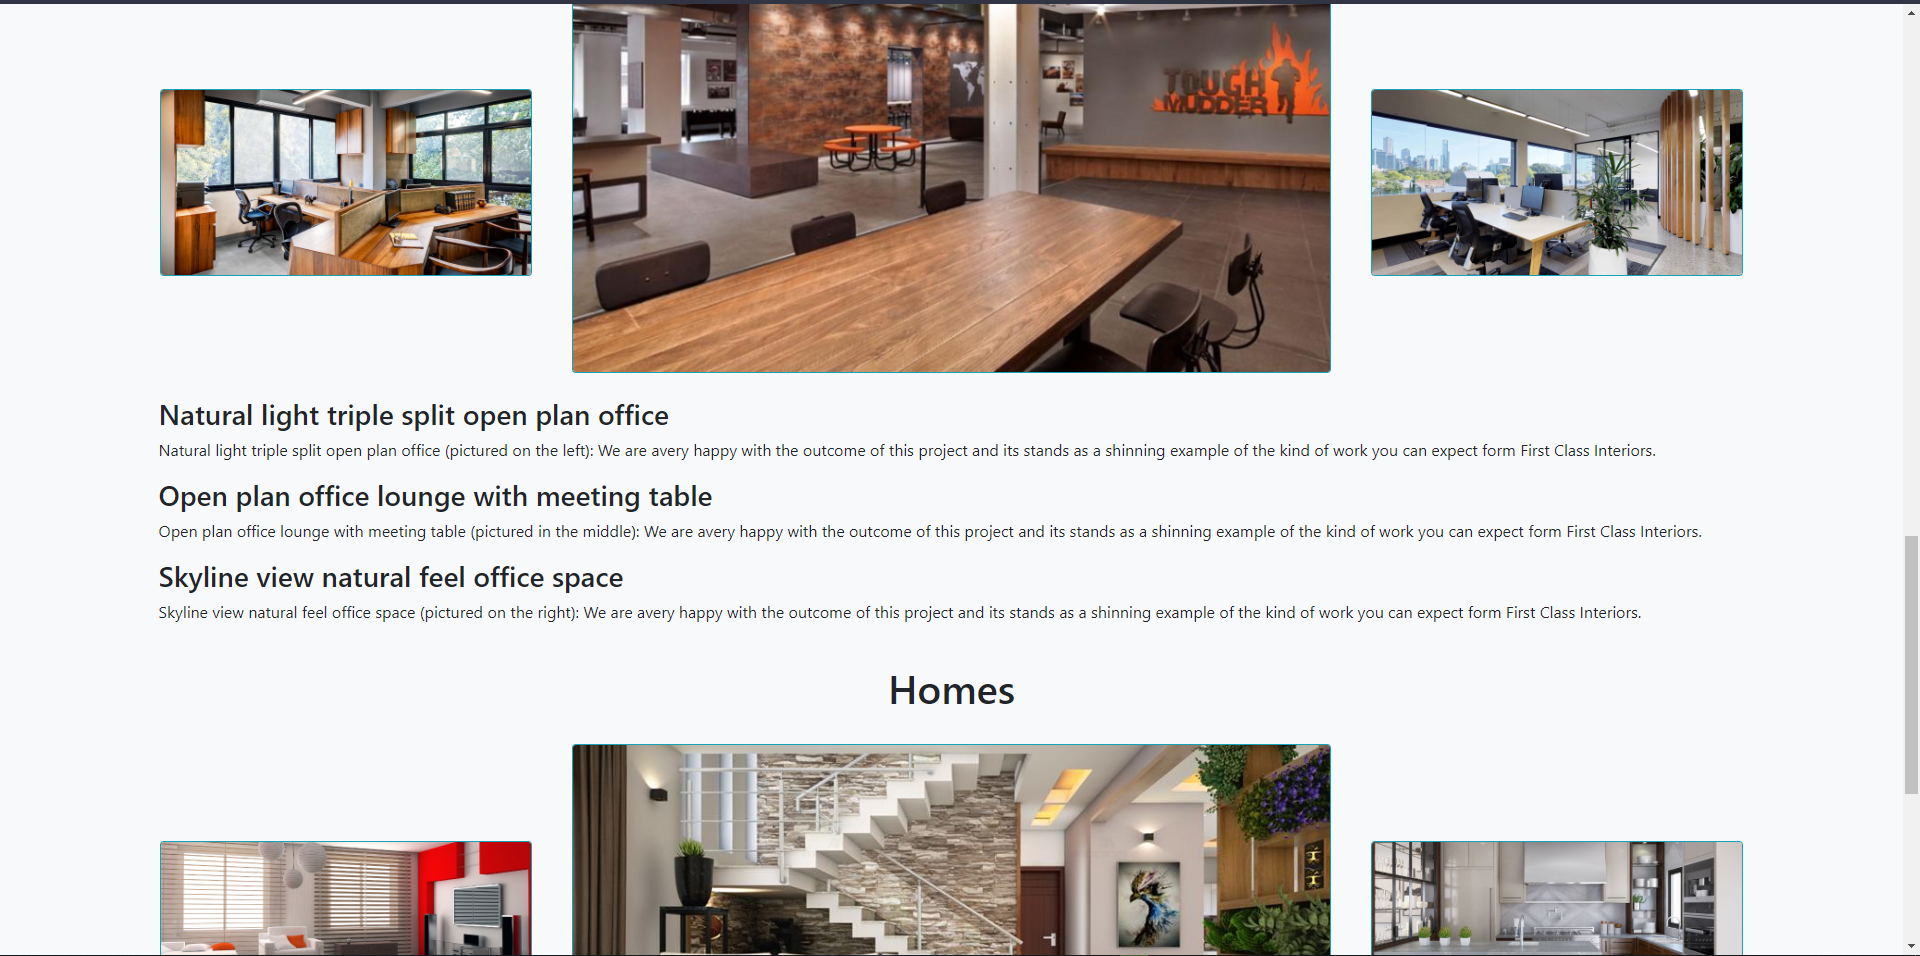 TOUGH
MUDDER
Natural light triple split open plan office
Natural light triple split open plan office (pictured on the left): We are avery happy with the outcome of this project and its stands as a shinning example of the kind of work you can expect form First Class Interiors.
Open plan office lounge with meeting table
Open plan office lounge with meeting table (pictured in the middle): We are avery happy with the outcome of this project and its stands as a shinning example of the kind of work you can expect form First Class Interiors.
Skyline view natural feel office space
Skyline view natural feel office space (pictured on the right): We are avery happy with the outcome of this project and its stands as a shinning example of the kind of work you can expect form First Class Interiors.
Homes